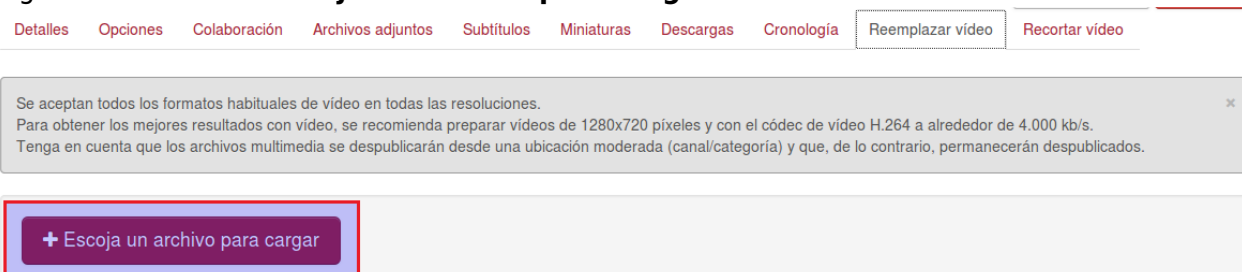 Detalles Opciones Colaboración Archivos adjuntos Subtítulos Miniaturas Descargas Cronología Reemplazar vídeo Recortar vídeo
Se aceptan todos los formatos habituales de vídeo en todas las resoluciones. ×
Para obtener los mejores resultados con vídeo, se recomienda preparar vídeos de 1280x720 píxeles y con el códec de vídeo H.264 a alrededor de 4.000 kb/s.
Tenga en cuenta que los archivos multimedia se despublicarán desde una ubicación moderada (canal/categoría) y que, de lo contrario, permanecerán despublicados.
+ Escoja un archivo para cargar